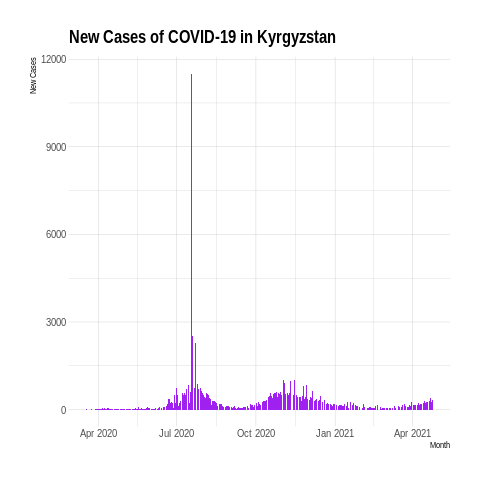 New Cases of COVID-19 in Kyrgyzstan
New Cases
12000
9000
6000
3000
0
Apr 2020 Jul 2020 Oct 2020 Jan 2021 Apr 2021
Month